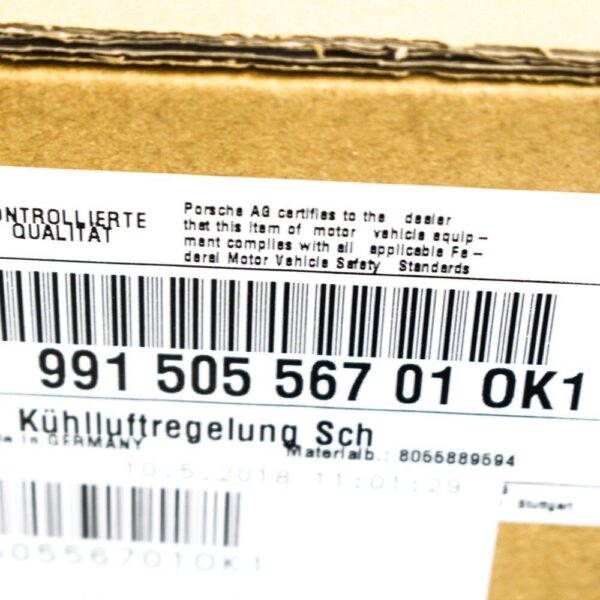 ONTROLLIERTE
QUALITÄT
Porsche AG certifies to the dealer
that this item of motor vehicle equip -
ment complies with all applicable Fe -
deral Motor Vehicle Safety Standards
991 505 567 01 OK1
Kühlluftregelung Sch
in GERMANY
Materialb.: 8055889594
10.5.2018 11:01:29
Stuttgart
50556701OK1